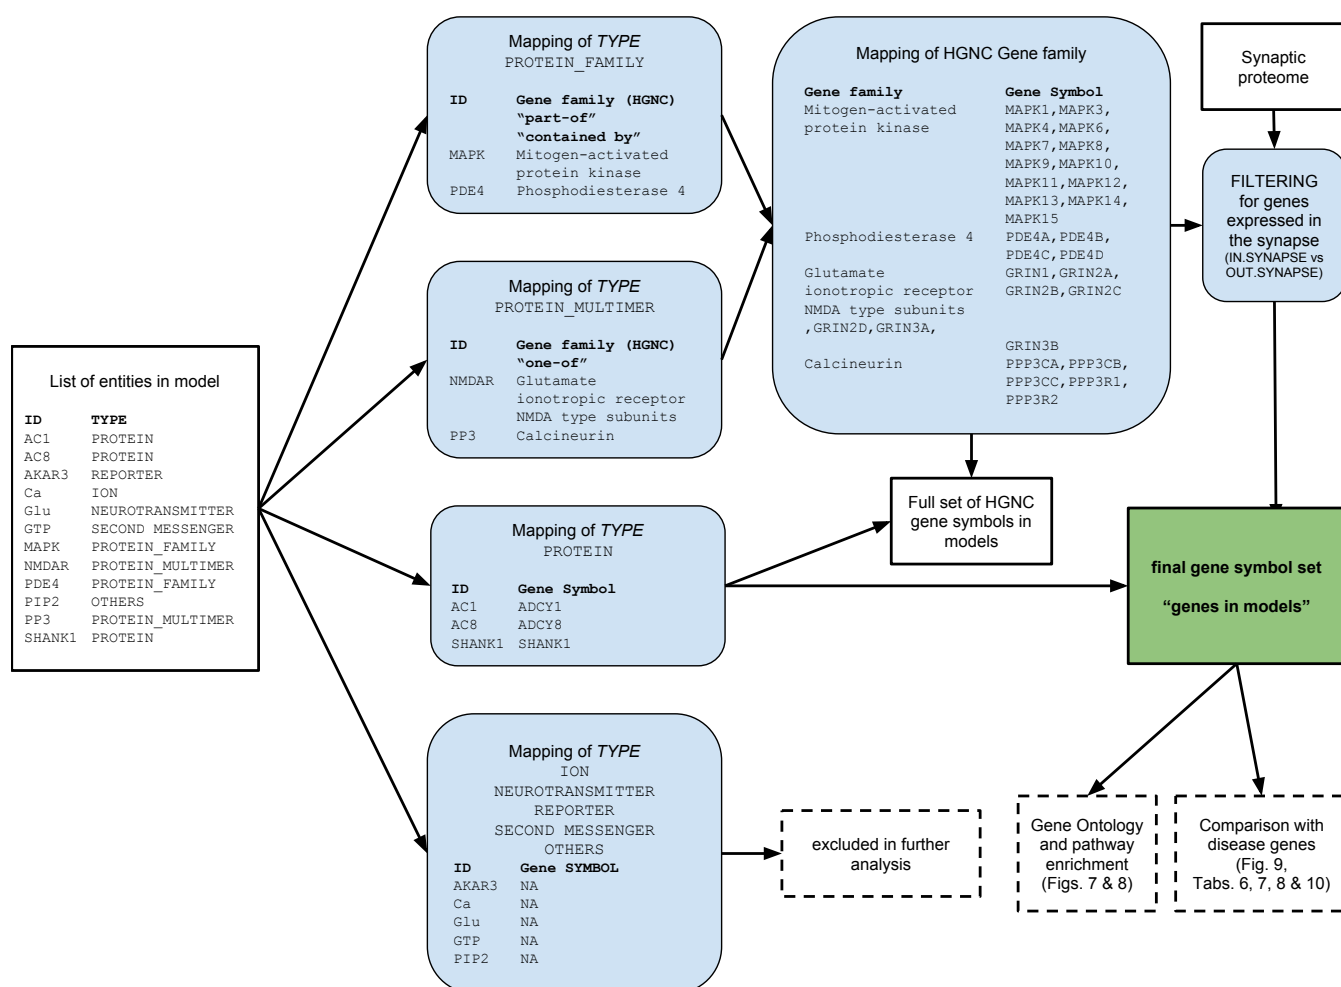 Mapping of TYPE
PROTEIN_FAMILY
ID Gene family (HGNC)
“part-of”
“contained by”
MAPK Mitogen-activated
protein kinase
PDE4 Phosphodiesterase 4
Mapping of HGNC Gene family
Gene family Gene Symbol
Mitogen-activated MAPK1,MAPK3,
protein kinase MAPK4,MAPK6,
MAPK7,MAPK8,
MAPK9,MAPK10,
MAPK11,MAPK12,
MAPK13,MAPK14,
MAPK15
Phosphodiesterase 4 PDE4A,PDE4B,
PDE4C,PDE4D
Glutamate GRIN1,GRIN2A,
ionotropic receptor GRIN2B,GRIN2C
NMDA type subunits
,GRIN2D,GRIN3A,
GRIN3B
Calcineurin PPP3CA,PPP3CB,
PPP3CC,PPP3R1,
PPP3R2
Synaptic
proteome
FILTERING
for genes
expressed in
the synapse
(IN.SYNAPSE vs
OUT.SYNAPSE)
Mapping of TYPE
PROTEIN_MULTIMER
ID Gene family (HGNC)
“one-of”
NMDAR Glutamate
ionotropic receptor
NMDA type subunits
PP3 Calcineurin
List of entities in model
ID TYPE
AC1 PROTEIN
AC8 PROTEIN
AKAR3 REPORTER
Ca ION
Glu NEUROTRANSMITTER
GTP SECOND MESSENGER
MAPK PROTEIN_FAMILY
NMDAR PROTEIN_MULTIMER
PDE4 PROTEIN_FAMILY
PIP2 OTHERS
PP3 PROTEIN_MULTIMER
SHANK1 PROTEIN
Full set of HGNC
gene symbols in
models
Mapping of TYPE
PROTEIN
ID Gene Symbol
AC1 ADCY1
AC8 ADCY8
SHANK1 SHANK1
final gene symbol set
“genes in models”
Mapping of TYPE
ION
NEUROTRANSMITTER
REPORTER
SECOND MESSENGER
OTHERS
ID Gene SYMBOL
AKAR3 NA
Ca NA
Glu NA
GTP NA
PIP2 NA
excluded in further
analysis
Gene Ontology
and pathway
enrichment
(Figs. 7 & 8)
Comparison with
disease genes
(Fig. 9,
Tabs. 6, 7, 8 & 10)